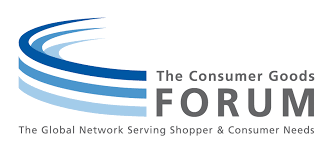 The Consumer Goods
FORUM
The Global Network Serving Shopper & Consumer Needs